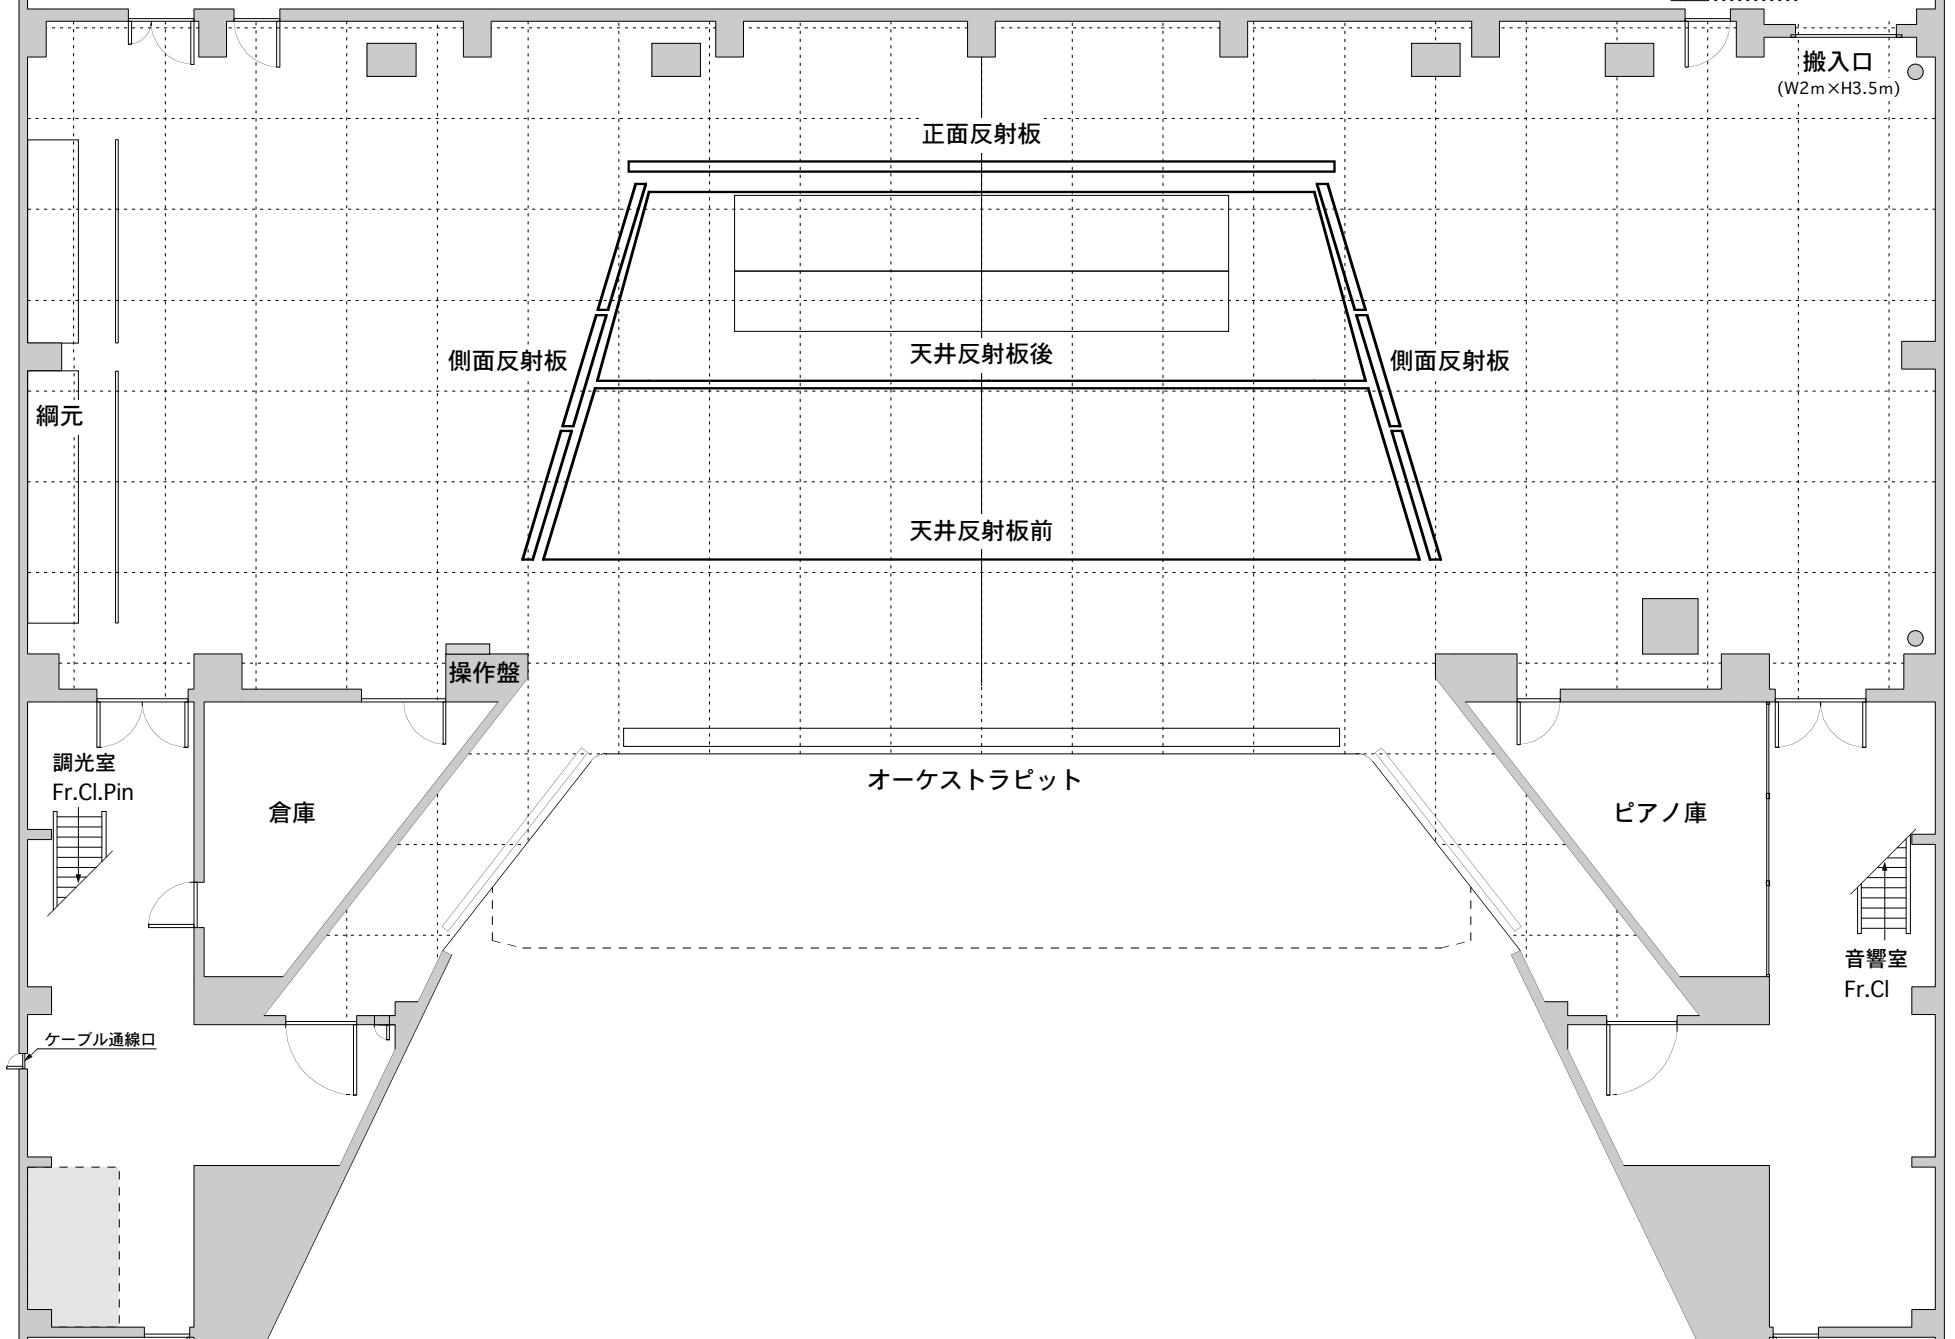 搬入口
(W2m×H3.5m)
正面反射板
側面反射板
天井反射板後
側面反射板
綱元
天井反射板前
操作盤
調光室
Fr.Cl.Pin
オーケストラピット
倉庫
ピアノ庫
音響室
Fr.Cl
ケーブル通線口